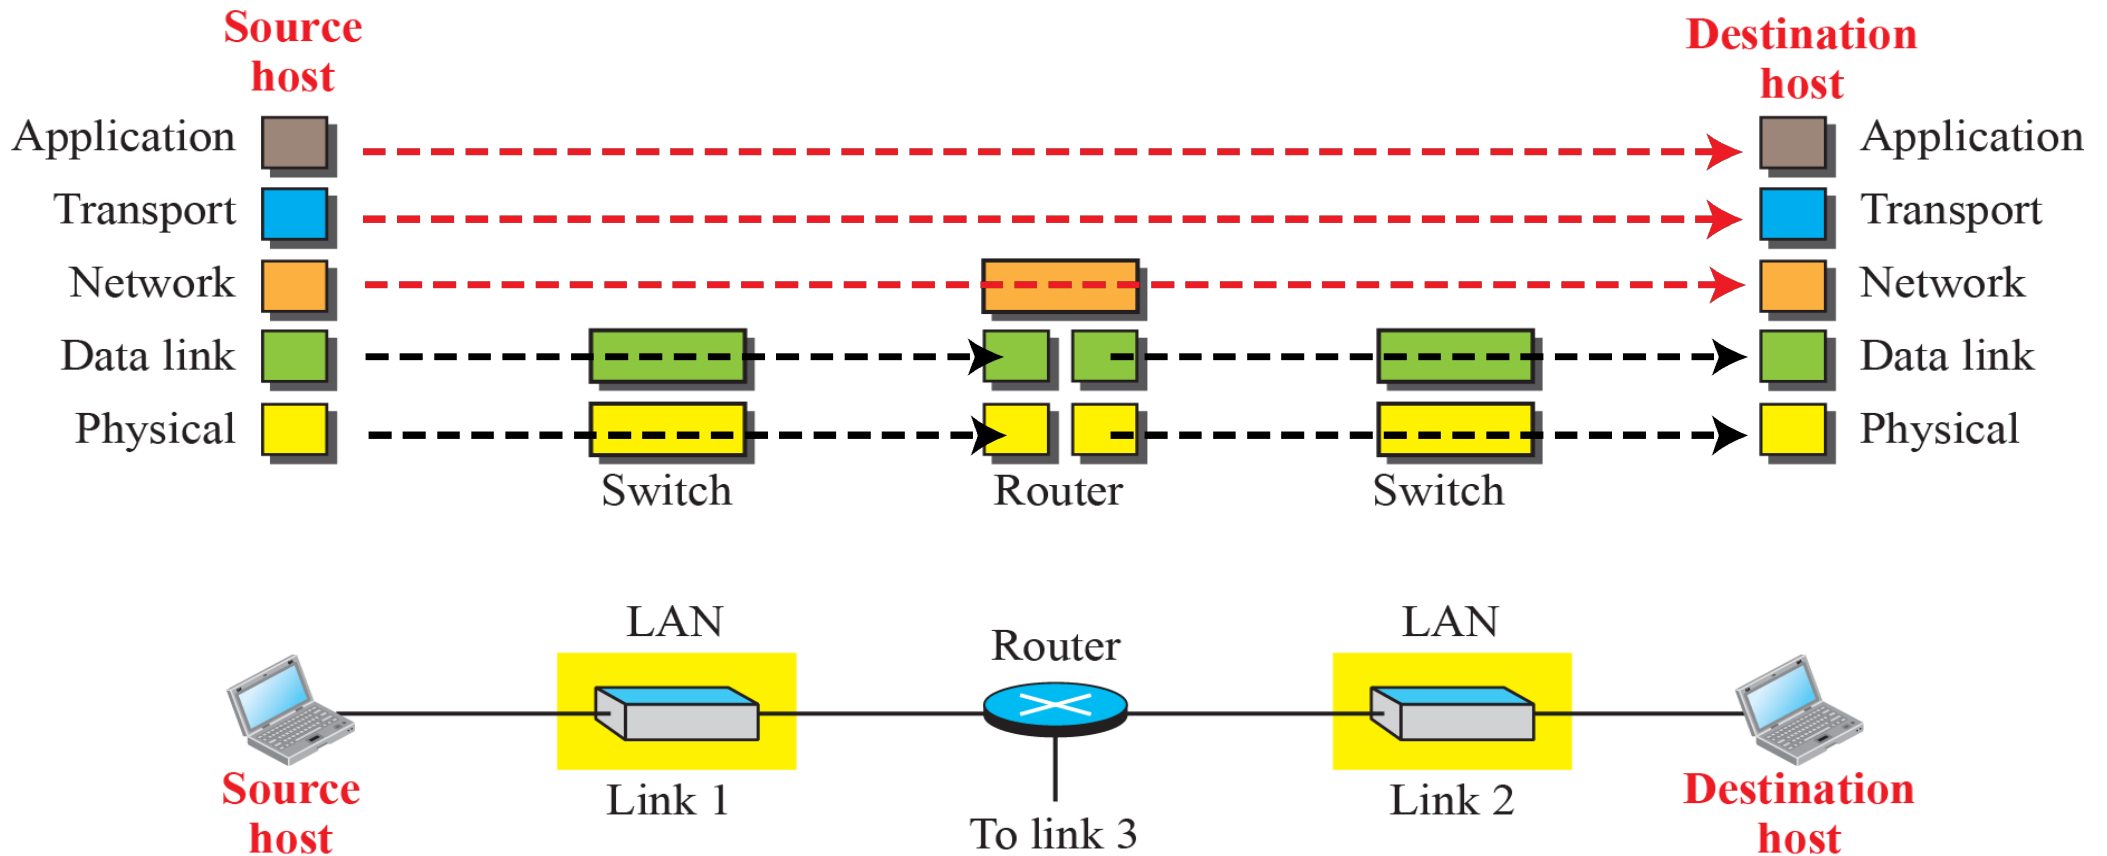 Source
host
Destination
host
Application
Application
Transport
Transport
Network
Network
Data link
Data link
Physical
Physical
Switch
Router
Switch
LAN
Router
LAN
Source
host
Link 1
To link 3
Link 2
Destination
host